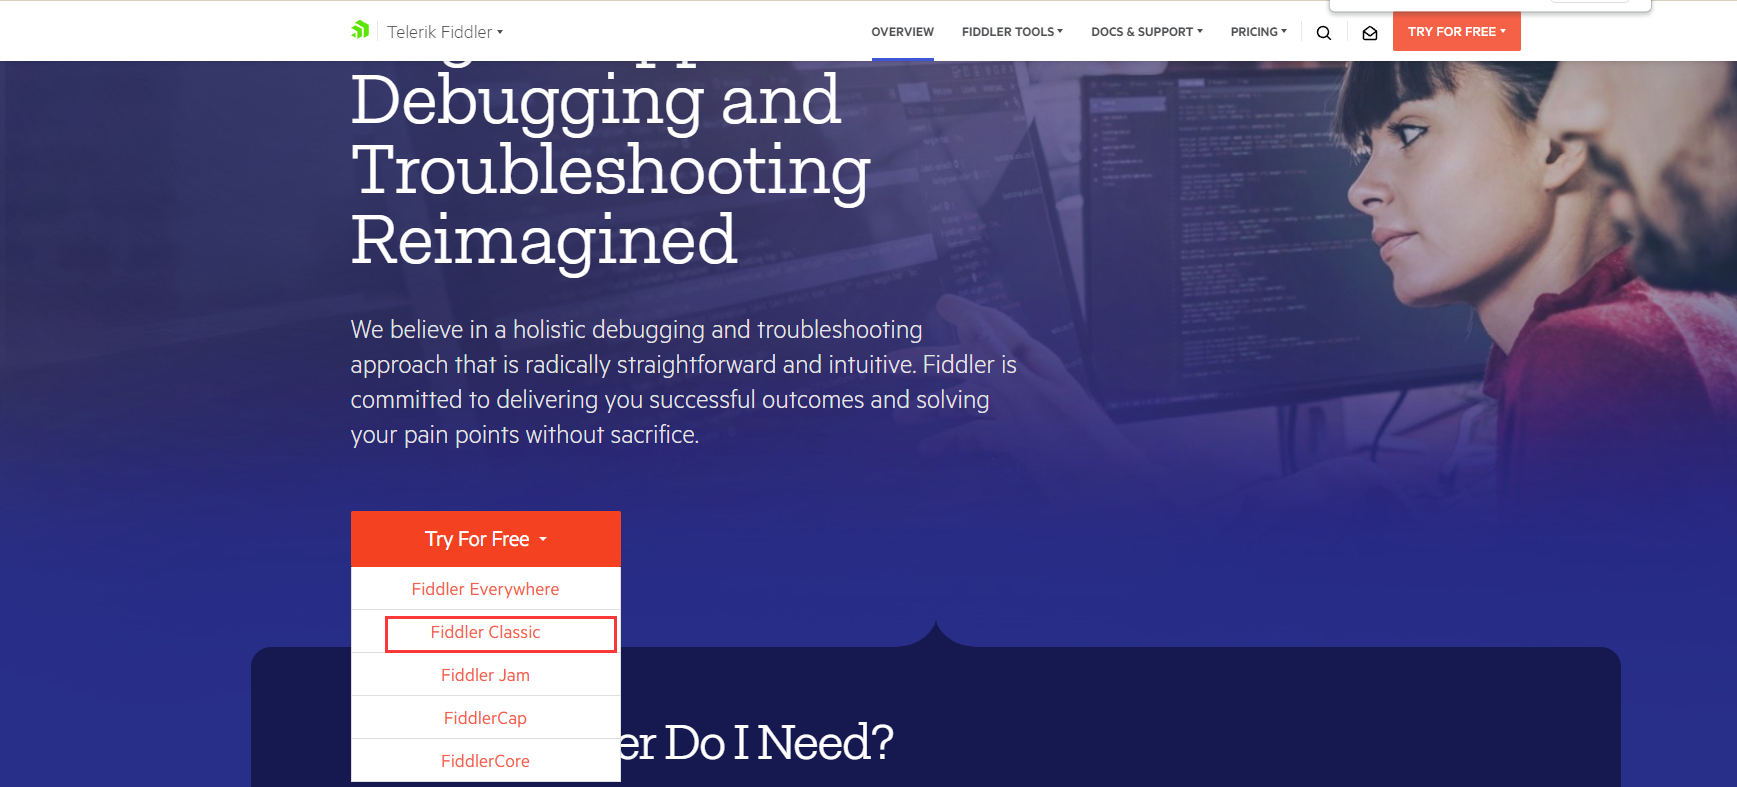 Telerik Fiddler
OVERVIEW
FIDDLER TOOLS
DOCS & SUPPORT
PRICING
TRY FOR FREE
Debugging and
Troubleshooting
Reimagined
We believe in a holistic debugging and troubleshooting
approach that is radically straightforward and intuitive. Fiddler is
committed to delivering you successful outcomes and solving
your pain points without sacrifice.
Try For Free
Fiddler Everywhere
Fiddler Classic
Fiddler Jam
FiddlerCap
FiddlerCore
er Do I Need?